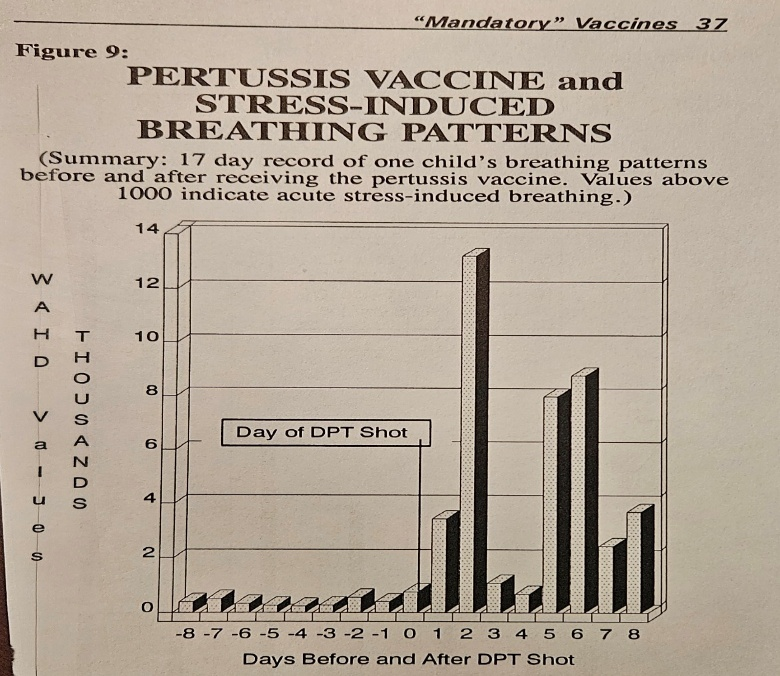 "Mandatory" Vaccines 37
Figure 9:
PERTUSSIS VACCINE and
STRESS-INDUCED
BREATHING PATTERNS
(Summary: 17 day record of one child's breathing patterns
before and after receiving the pertussis vaccine. Values above
1000 indicate acute stress-induced breathing.)
WAHD Values
THOUSANDS
14
12
10
8
6
4
2
0
Day of DPT Shot
-8 -7 -6 -5 -4 -3 -2 -1 0 1 2 3 4 5 6 7 8
Days Before and After DPT Shot